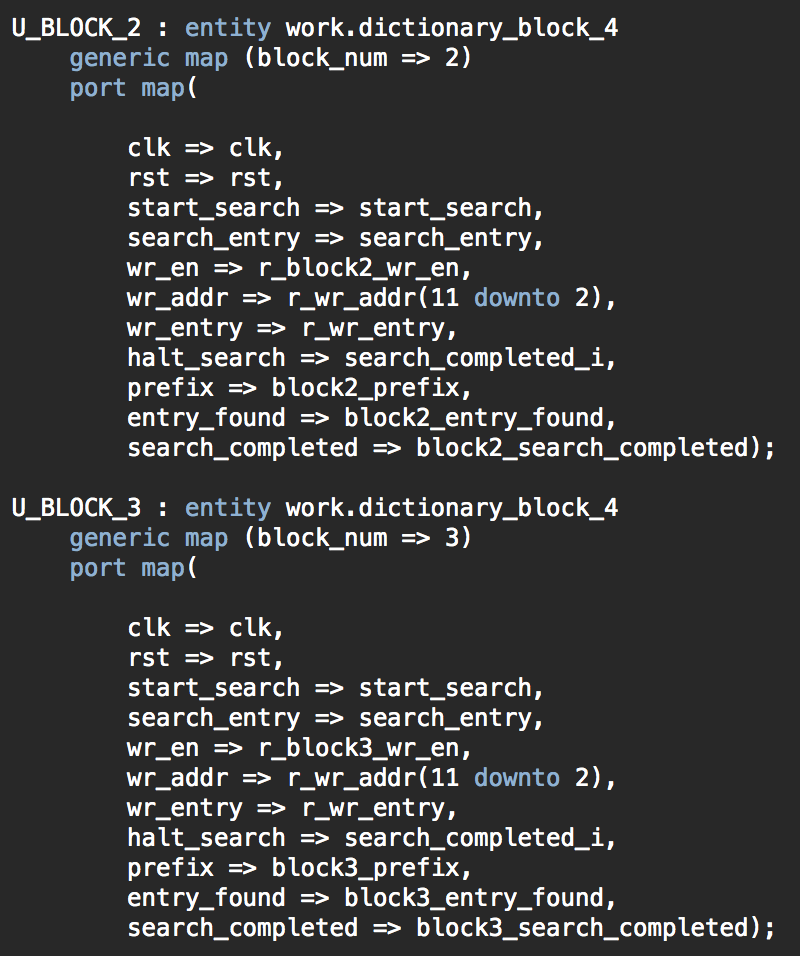 U_BLOCK_2 : entity work.dictionary_block_4
    generic map (block_num => 2)
    port map(

        clk => clk,
        rst => rst,
        start_search => start_search,
        search_entry => search_entry,
        wr_en => r_block2_wr_en,
        wr_addr => r_wr_addr(11 downto 2),
        wr_entry => r_wr_entry,
        halt_search => search_completed_i,
        prefix => block2_prefix,
        entry_found => block2_entry_found,
        search_completed => block2_search_completed);

U_BLOCK_3 : entity work.dictionary_block_4
    generic map (block_num => 3)
    port map(

        clk => clk,
        rst => rst,
        start_search => start_search,
        search_entry => search_entry,
        wr_en => r_block3_wr_en,
        wr_addr => r_wr_addr(11 downto 2),
        wr_entry => r_wr_entry,
        halt_search => search_completed_i,
        prefix => block3_prefix,
        entry_found => block3_entry_found,
        search_completed => block3_search_completed);